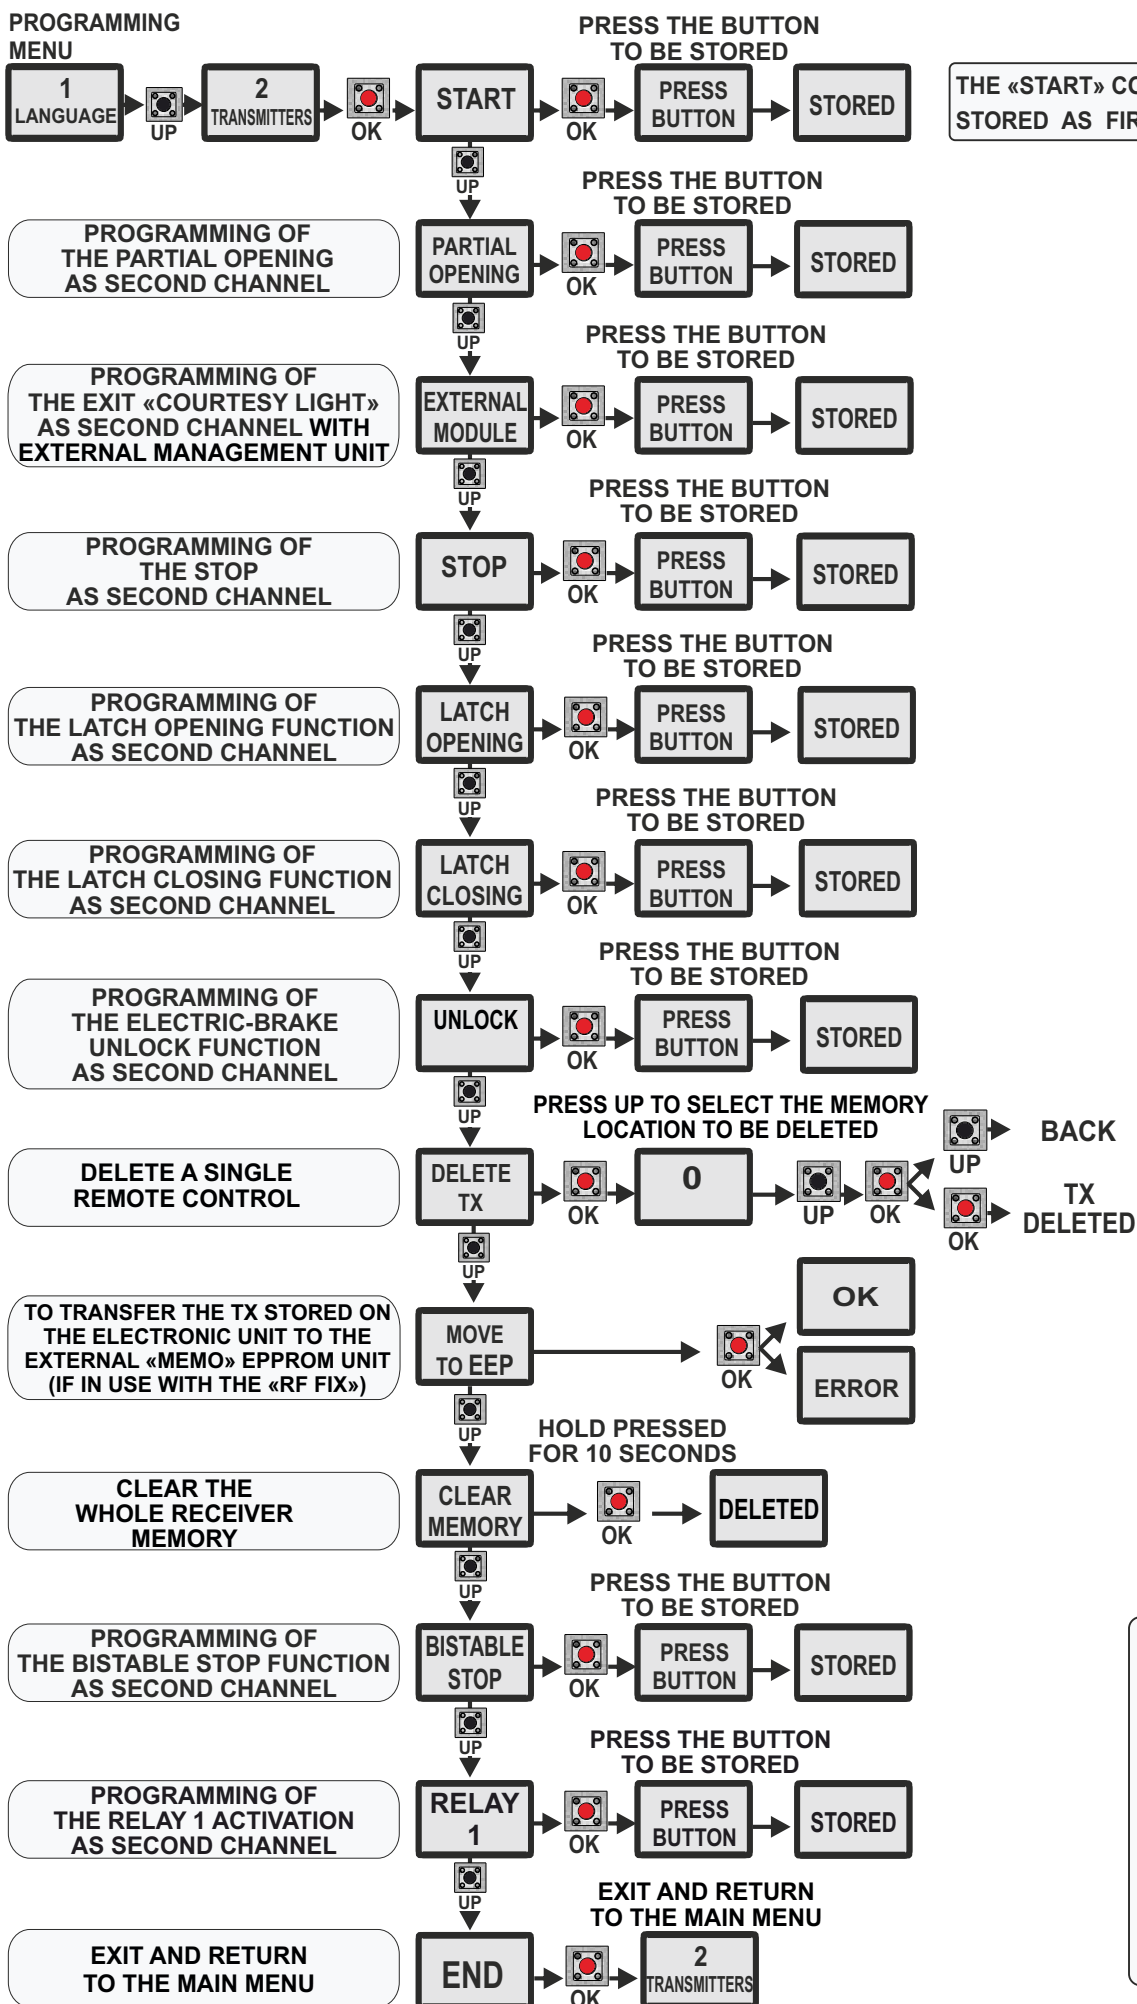 PROGRAMMING
MENU
PRESS THE BUTTON
TO BE STORED
1
LANGUAGE
UP
2
TRANSMITTERS
OK
START
OK
PRESS
BUTTON
STORED
THE «START» CO
STORED AS FIR
UP
PRESS THE BUTTON
TO BE STORED
PROGRAMMING OF
THE PARTIAL OPENING
AS SECOND CHANNEL
PARTIAL
OPENING
OK
PRESS
BUTTON
STORED
UP
PRESS THE BUTTON
TO BE STORED
PROGRAMMING OF
THE EXIT «COURTESY LIGHT»
AS SECOND CHANNEL WITH
EXTERNAL MANAGEMENT UNIT
EXTERNAL
MODULE
OK
PRESS
BUTTON
STORED
UP
PRESS THE BUTTON
TO BE STORED
PROGRAMMING OF
THE STOP
AS SECOND CHANNEL
STOP
OK
PRESS
BUTTON
STORED
UP
PRESS THE BUTTON
TO BE STORED
PROGRAMMING OF
THE LATCH OPENING FUNCTION
AS SECOND CHANNEL
LATCH
OPENING
OK
PRESS
BUTTON
STORED
UP
PRESS THE BUTTON
TO BE STORED
PROGRAMMING OF
THE LATCH CLOSING FUNCTION
AS SECOND CHANNEL
LATCH
CLOSING
OK
PRESS
BUTTON
STORED
UP
PRESS THE BUTTON
TO BE STORED
PROGRAMMING OF
THE ELECTRIC-BRAKE
UNLOCK FUNCTION
AS SECOND CHANNEL
UNLOCK
OK
PRESS
BUTTON
STORED
UP
PRESS UP TO SELECT THE MEMORY
LOCATION TO BE DELETED
DELETE A SINGLE
REMOTE CONTROL
DELETE
TX
OK
0
UP
OK
UP
BACK
OK
TX
DELETED
UP
TO TRANSFER THE TX STORED ON
THE ELECTRONIC UNIT TO THE
EXTERNAL «MEMO» EPPROM UNIT
(IF IN USE WITH THE «RF FIX»)
MOVE
TO EEP
OK
OK
ERROR
UP
HOLD PRESSED
FOR 10 SECONDS
CLEAR THE
WHOLE RECEIVER
MEMORY
CLEAR
MEMORY
OK
DELETED
UP
PRESS THE BUTTON
TO BE STORED
PROGRAMMING OF
THE BISTABLE STOP FUNCTION
AS SECOND CHANNEL
BISTABLE
STOP
OK
PRESS
BUTTON
STORED
UP
PRESS THE BUTTON
TO BE STORED
PROGRAMMING OF
THE RELAY 1 ACTIVATION
AS SECOND CHANNEL
RELAY
1
OK
PRESS
BUTTON
STORED
UP
EXIT AND RETURN
TO THE MAIN MENU
EXIT AND RETURN
TO THE MAIN MENU
END
OK
2
TRANSMITTERS